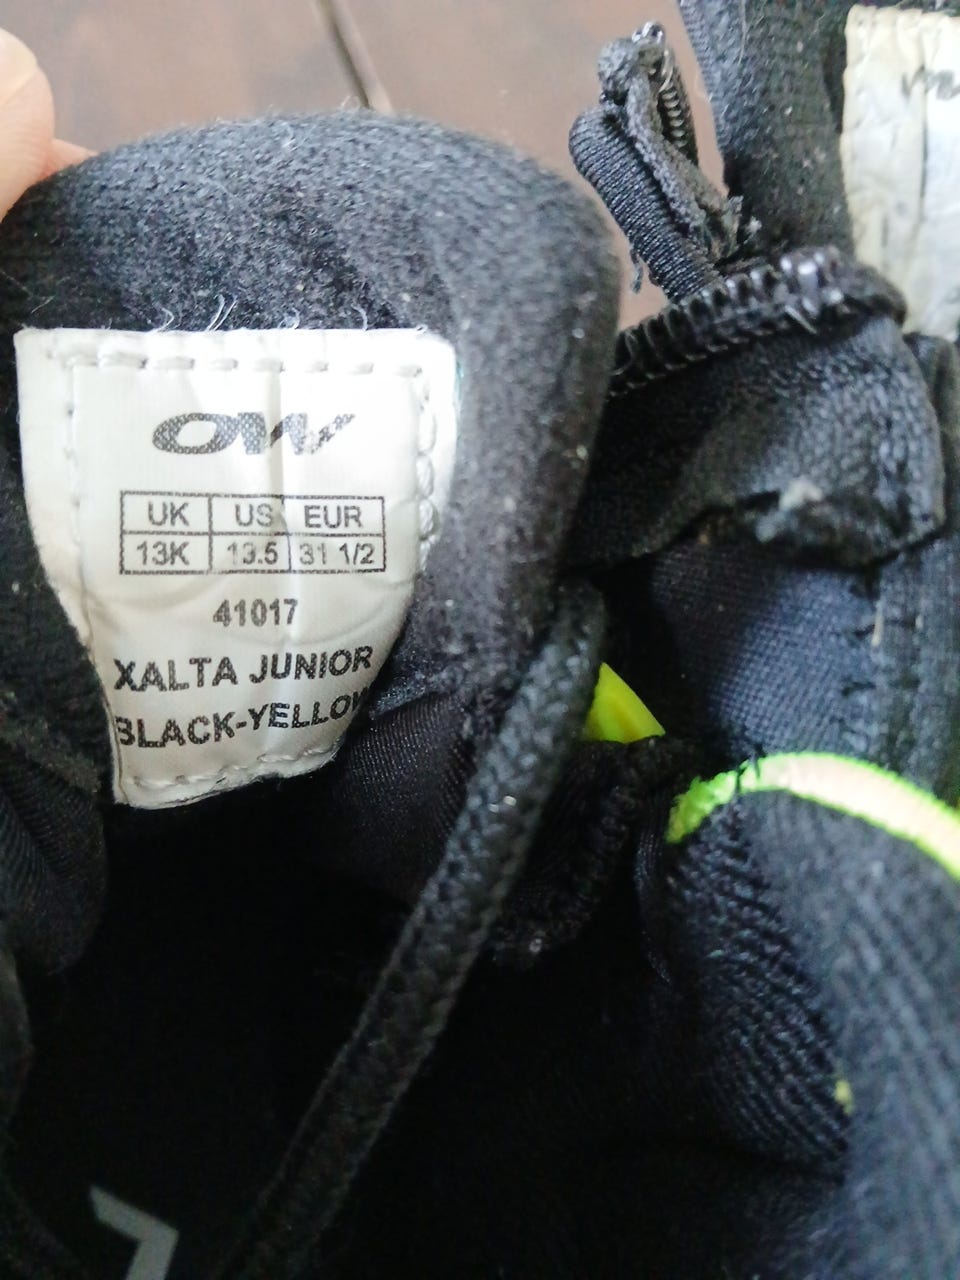 OW
UK US EUR
13K 13.5 31 1/2
41017
XALTA JUNIOR
BLACK-YELLOW